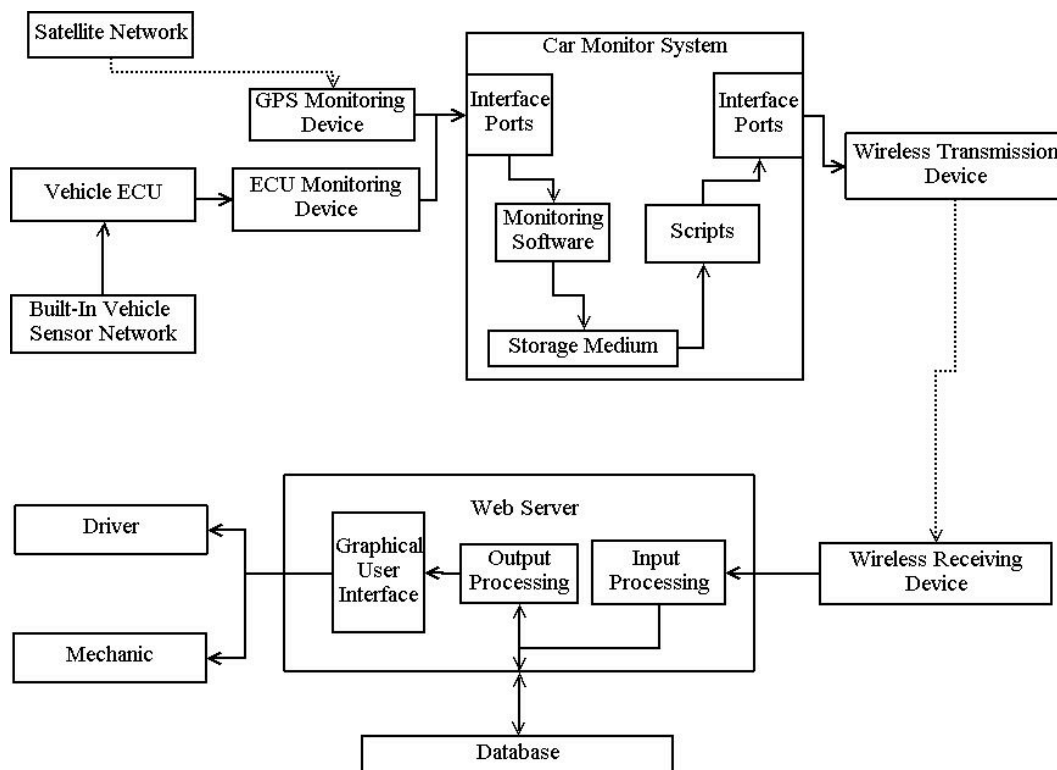 Satellite Network
Car Monitor System
GPS Monitoring
Device
Interface
Ports
Interface
Ports
Wireless Transmission
Device
Vehicle ECU
ECU Monitoring
Device
Monitoring
Software
Scripts
Built-In Vehicle
Sensor Network
Storage Medium
Web Server
Driver
Graphical
User
Interface
Output
Processing
Input
Processing
Wireless Receiving
Device
Mechanic
Database